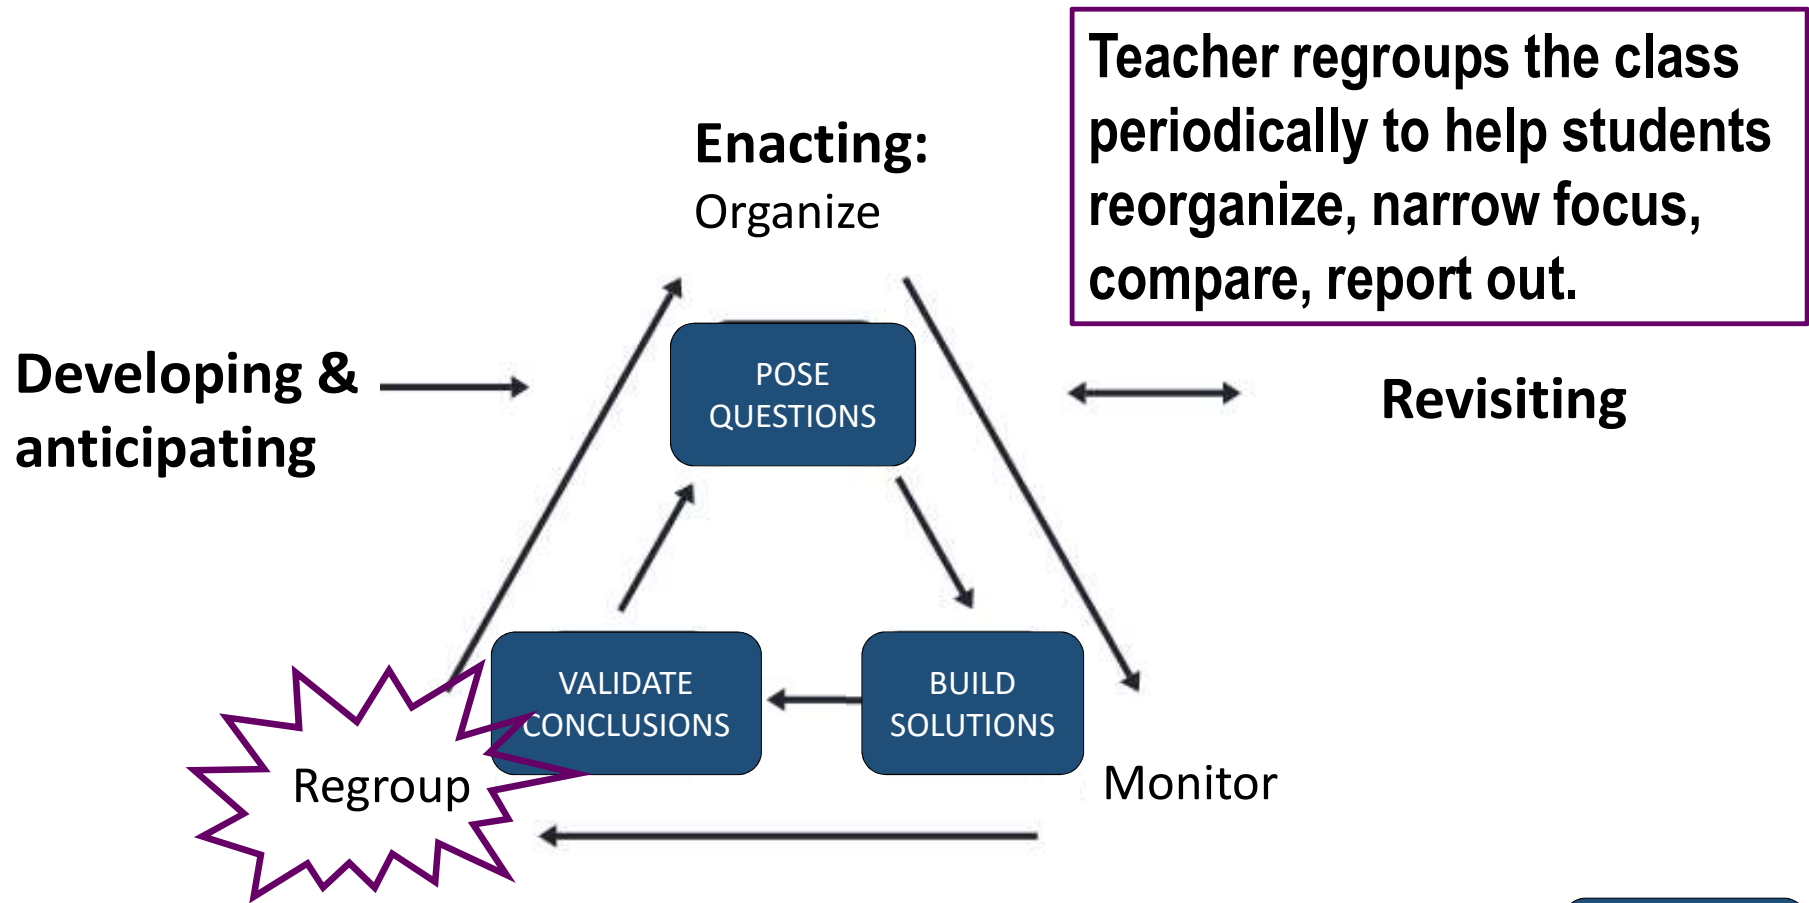 Teacher regroups the class
periodically to help students
reorganize, narrow focus,
compare, report out.
Enacting:
Organize
Developing &
anticipating
POSE
QUESTIONS
Revisiting
VALIDATE
CONCLUSIONS
BUILD
SOLUTIONS
Regroup
Monitor